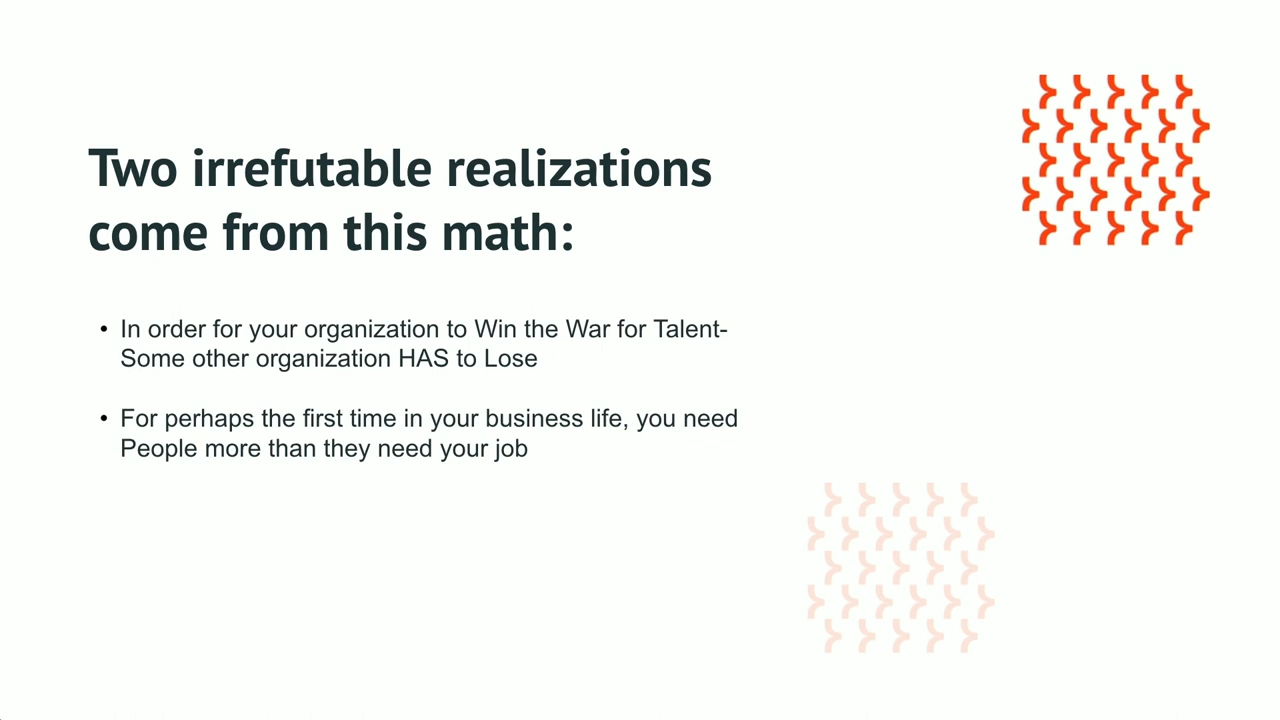 Two irrefutable realizations
come from this math:
• In order for your organization to Win the War for Talent-
Some other organization HAS to Lose
• For perhaps the first time in your business life, you need
People more than they need your job